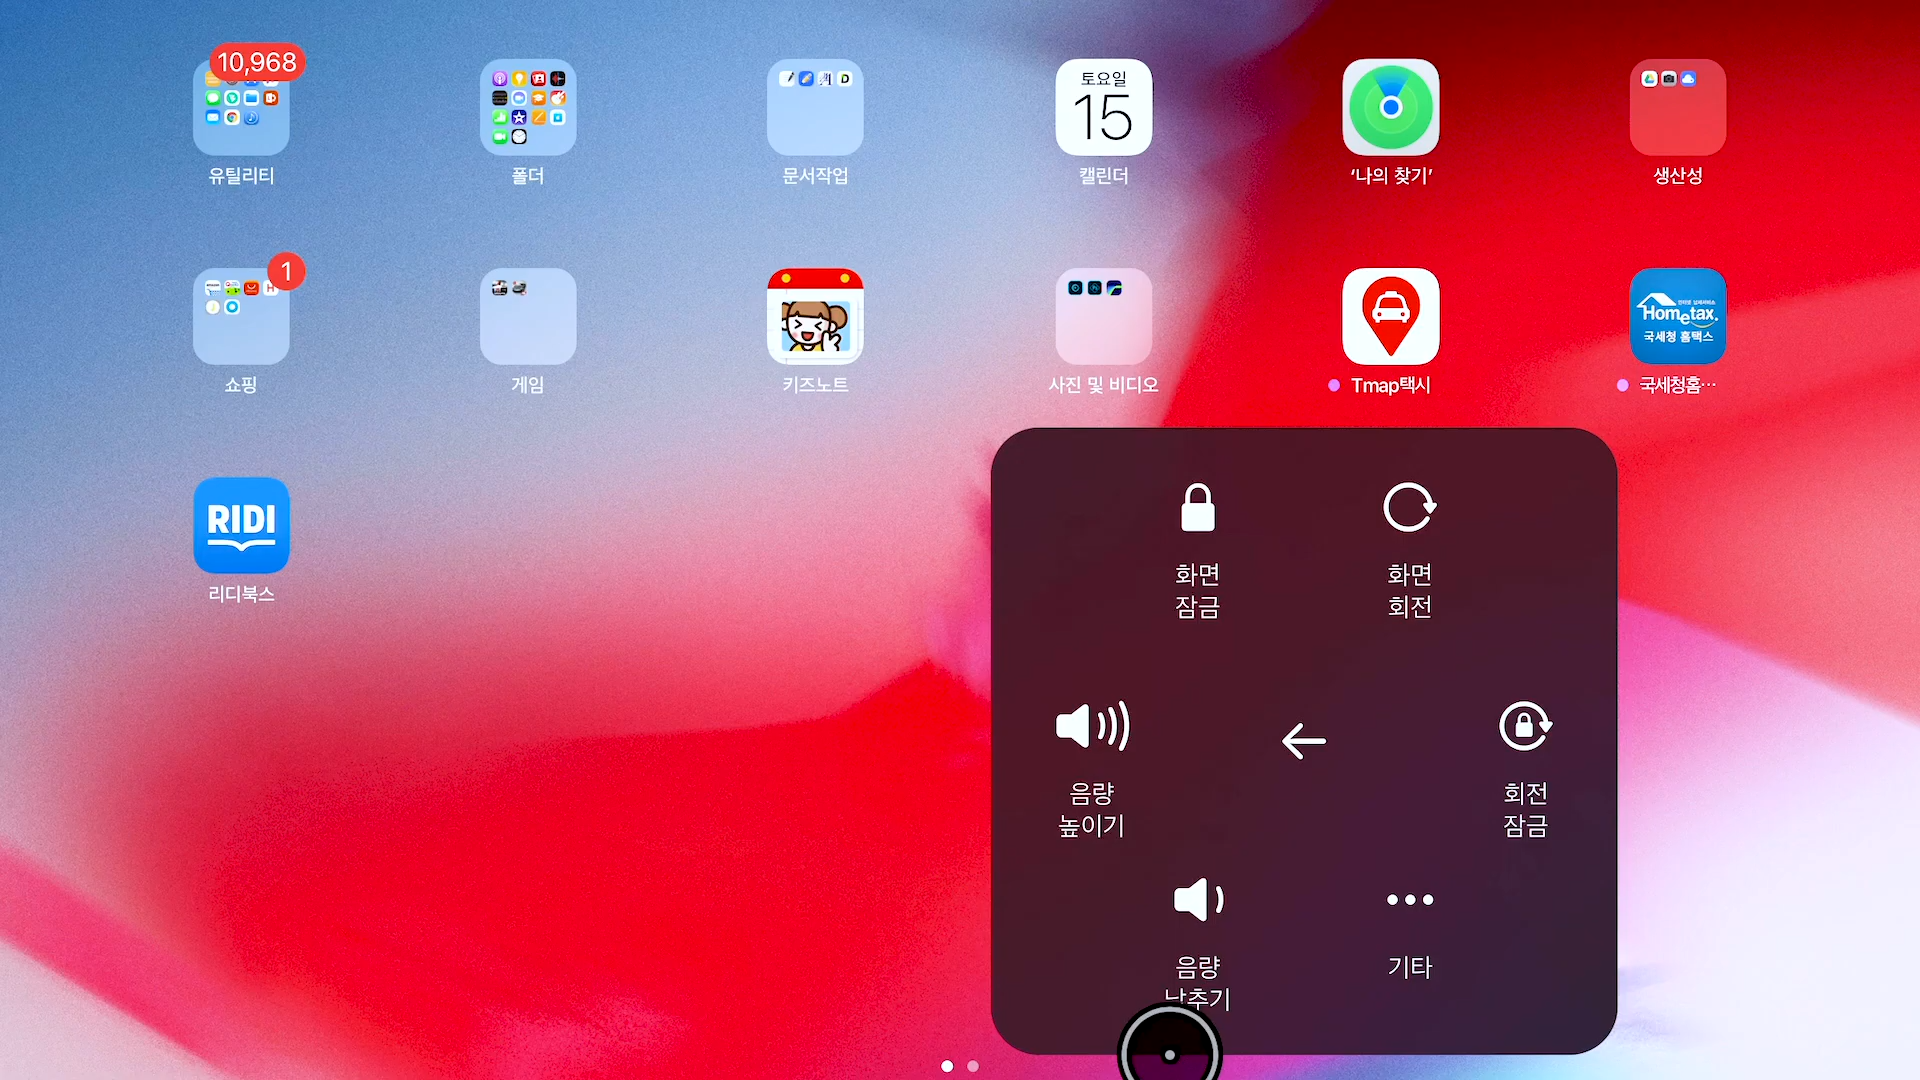 10,968
유틸리티
폴더
문서작업
토요일
15
캘린더
‘나의 찾기’
생산성
1
쇼핑
게임
키즈노트
사진 및 비디오
Tmap택시
Hometax.
국세청 홈택스
국세청홈…
RIDI
리디북스
화면
잠금
화면
회전
음량
높이기
회전
잠금
음량
낮추기
기타